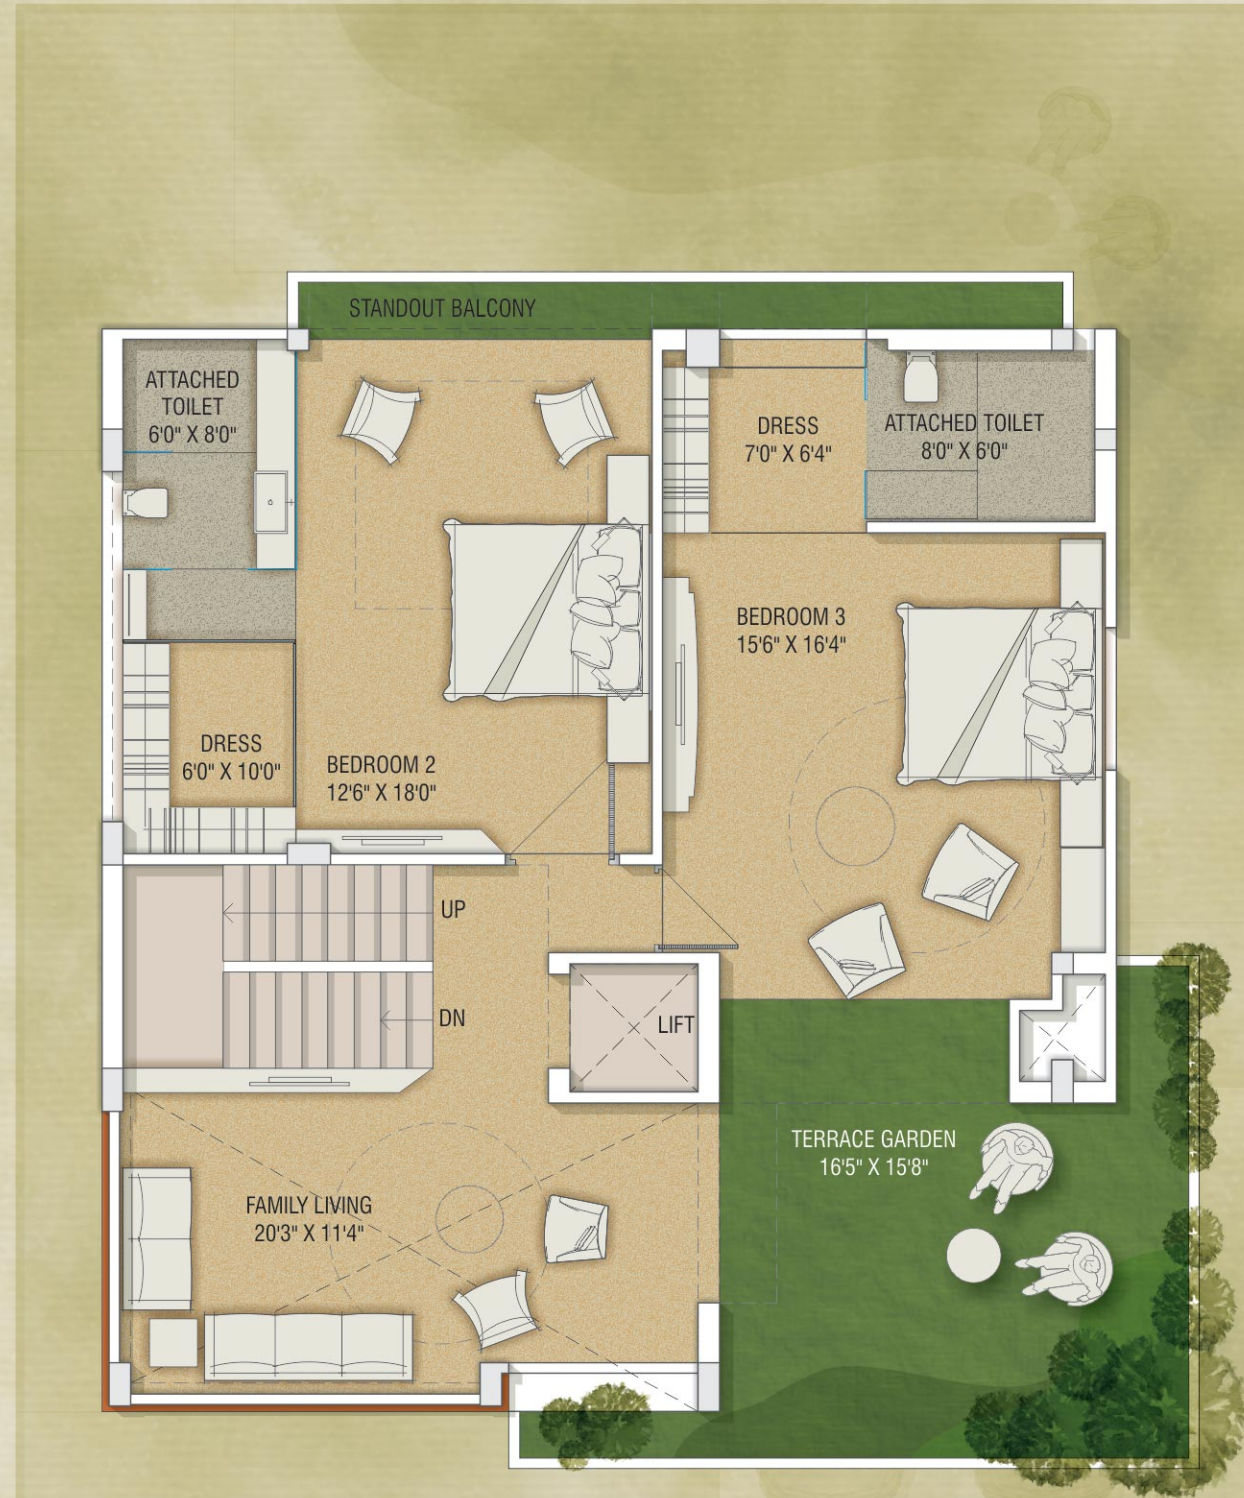 STANDOUT BALCONY
ATTACHED
TOILET
6'0" X 8'0"
DRESS
7'0" X 6'4"
ATTACHED TOILET
8'0" X 6'0"
BEDROOM 3
15'6" X 16'4"
DRESS
6'0" X 10'0"
BEDROOM 2
12'6" X 18'0"
UP
DN
LIFT
TERRACE GARDEN
16'5" X 15'8"
FAMILY LIVING
20'3" X 11'4"